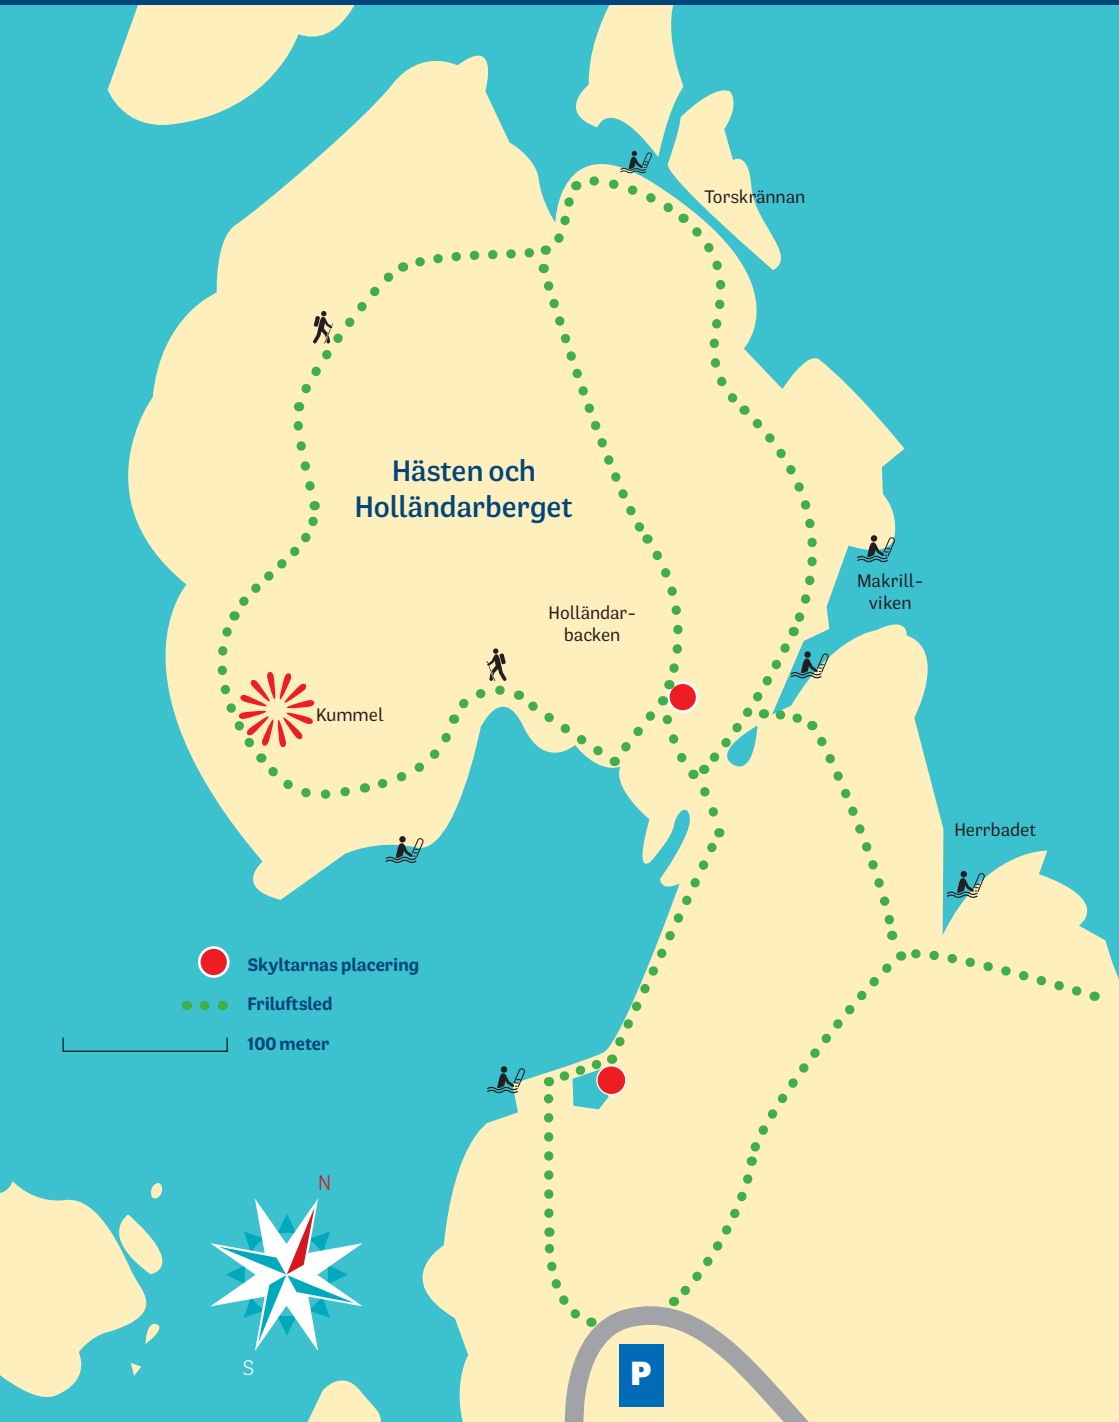 Torskrännan
Hästen och
Holländarberget
Makrill-
viken
Holländar-
backen
Kummel
Herrbadet
Skyltarnas placering
Friluftsled
100 meter
N
S
P